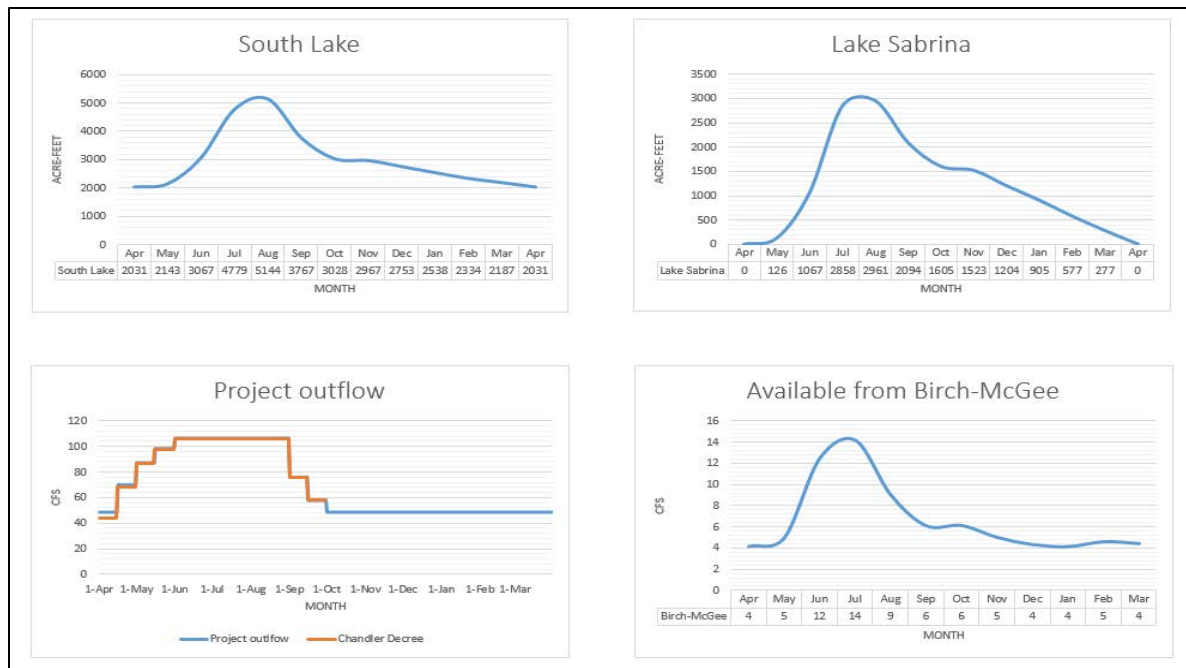 South Lake
6000
5000
4000
3000
2000
1000
0
ACRE-FEET
Apr May Jun Jul Aug Sep Oct Nov Dec Jan Feb Mar Apr
South Lake 2031 2143 3067 4779 5144 3767 3028 2967 2753 2538 2334 2187 2031
MONTH
Lake Sabrina
3500
3000
2500
2000
1500
1000
500
0
ACRE-FEET
Apr May Jun Jul Aug Sep Oct Nov Dec Jan Feb Mar Apr
Lake Sabrina 0 126 1067 2858 2961 2094 1605 1523 1204 905 577 277 0
MONTH
Project outflow
120
100
80
60
40
20
0
CFS
1-Apr 1-May 1-Jun 1-Jul 1-Aug 1-Sep 1-Oct 1-Nov 1-Dec 1-Jan 1-Feb 1-Mar
MONTH
Project outlfow Chandler Decree
Available from Birch-McGee
16
14
12
10
8
6
4
2
0
CFS
Apr May Jun Jul Aug Sep Oct Nov Dec Jan Feb Mar
Birch-McGee 4 5 12 14 9 6 6 5 4 4 5 4
MONTH